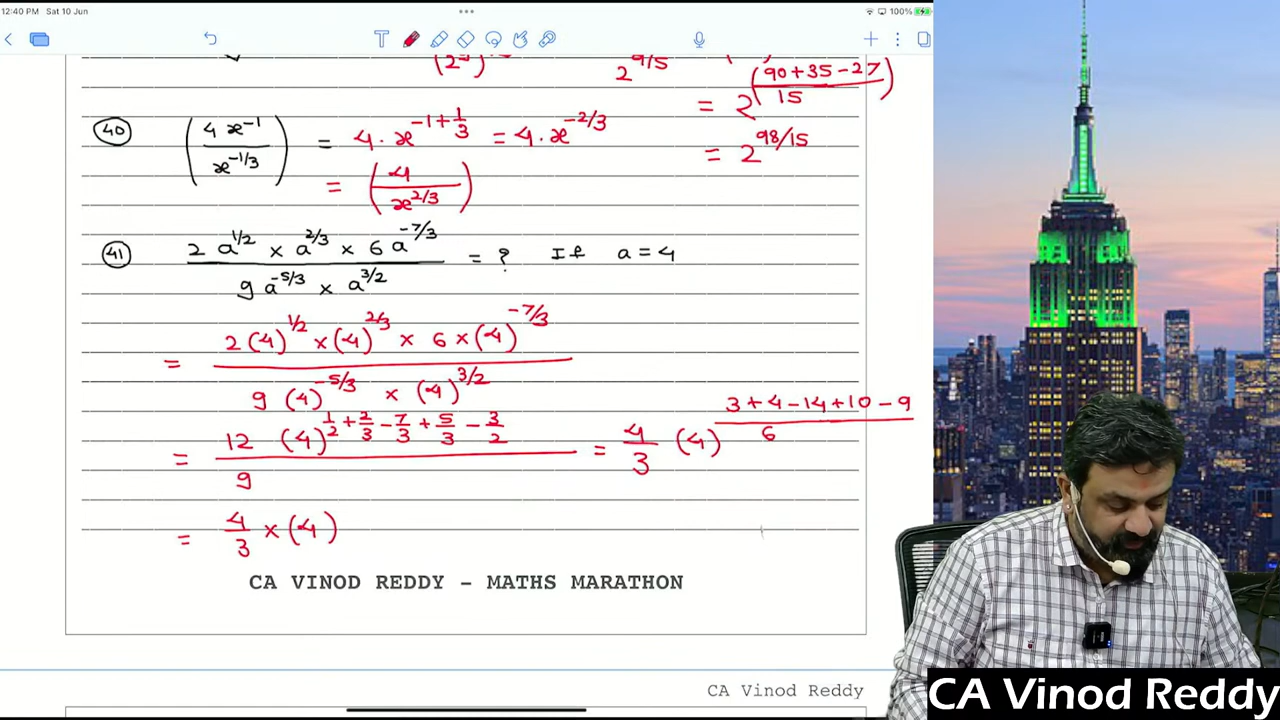 12:40 PM Sat 10 Jun
100%
T
(2 ) 2^{9/5}
= 2^{(90+35-27/15)}
= 2^{98/15}
40 (4 x^{-1} / x^{-1/3}) = 4 · x^{-1+1/3} = 4 · x^{-2/3}
= (4 / x^{2/3})
41 2 a^{1/2} × a^{2/3} × 6 a^{-7/3} / 9 a^{-5/3} × a^{3/2} = ? If a = 4
= 2 (4)^{1/2} × (4)^{2/3} × 6 × (4)^{-7/3} / 9 (4)^{-5/3} × (4)^{3/2}
= 12 (4)^{1/2 + 2/3 - 7/3 + 5/3 - 3/2} / 9 = 4/3 (4)^{3+4-14+10-9 / 6}
= 4/3 × (4)
CA VINOD REDDY - MATHS MARATHON
CA Vinod Reddy
CA Vinod Reddy